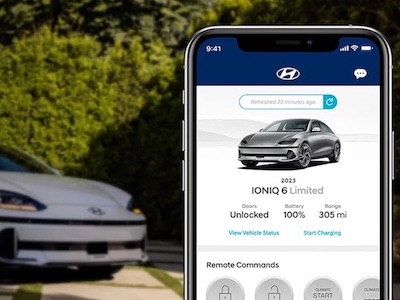 9:41
Refreshed 23 minutes ago
2023
IONIQ 6 Limited
Doors Battery Range
Unlocked 100% 305 mi
View Vehicle Status Start Charging
Remote Commands
CLIMATE CLIMATE
START